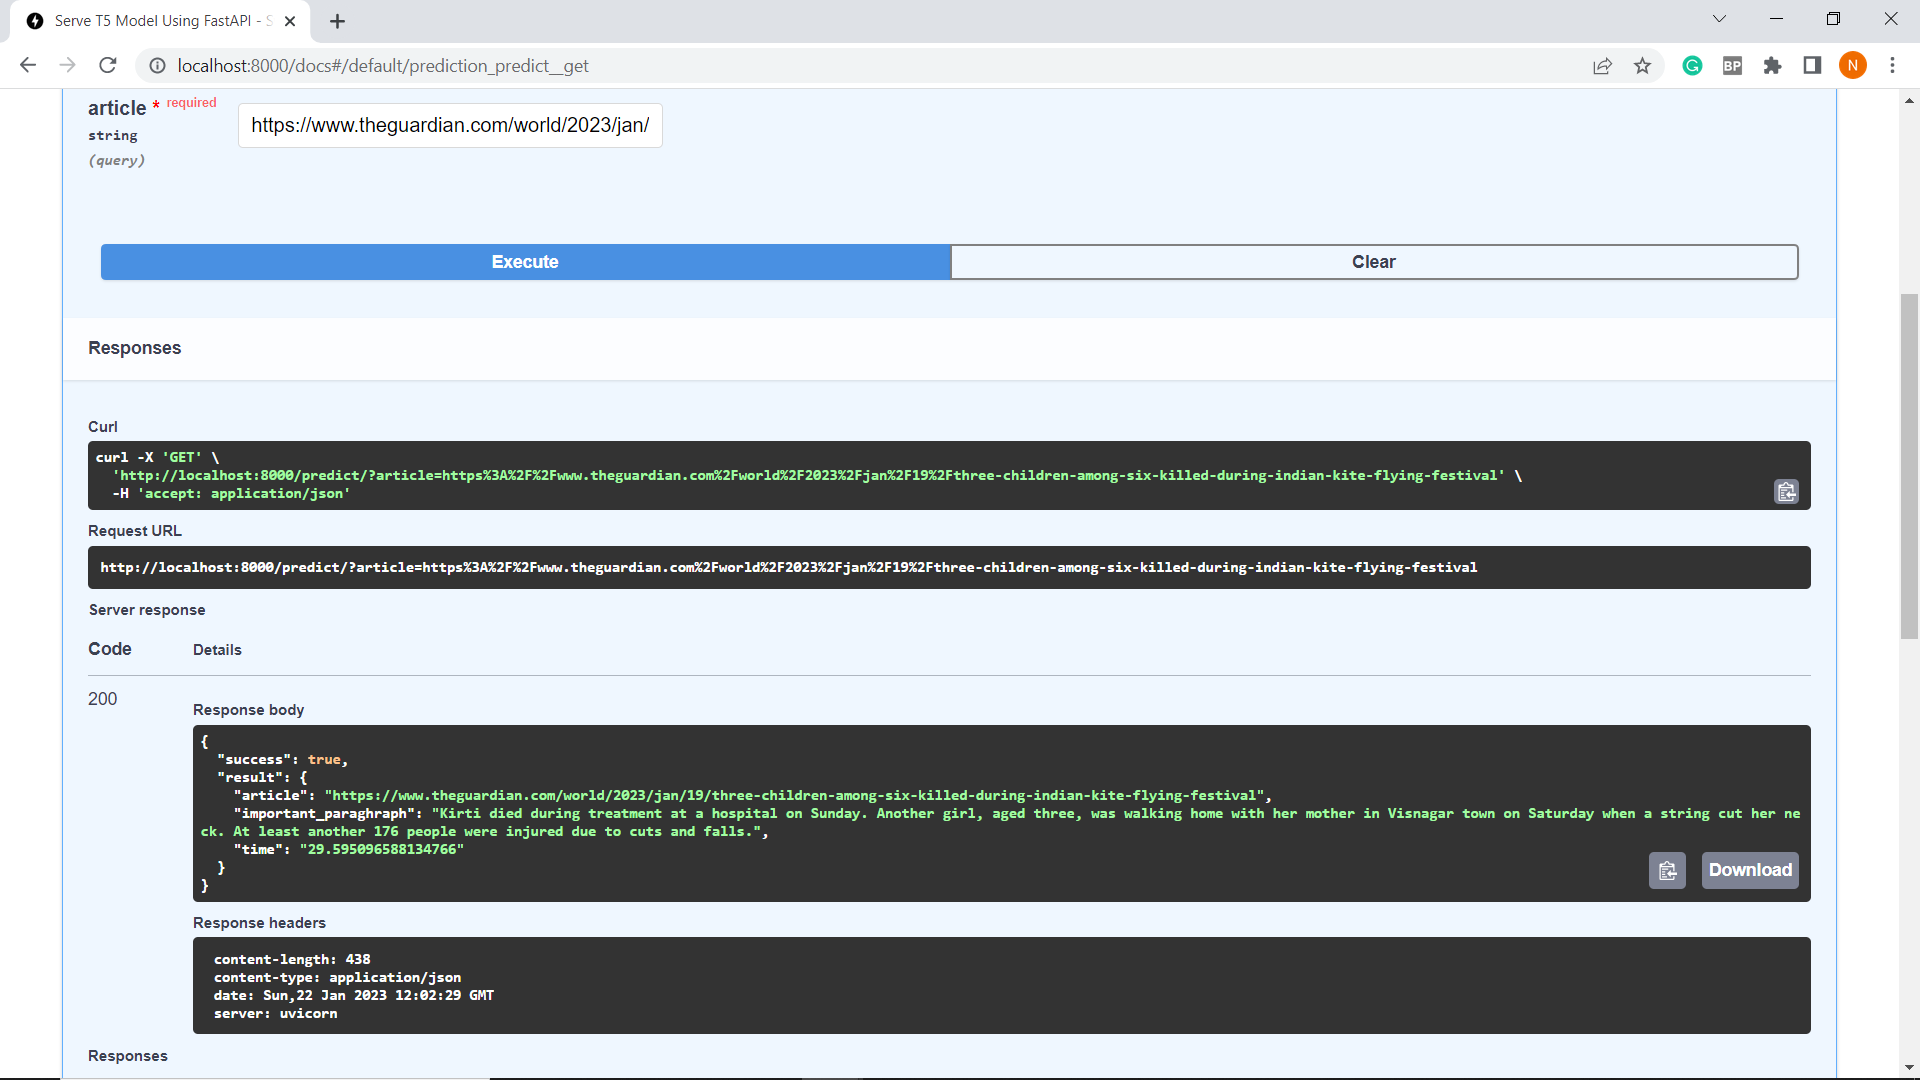 Serve T5 Model Using FastAPI - S
localhost:8000/docs#/default/prediction_predict__get
BP
N
article * required
string
(query)
https://www.theguardian.com/world/2023/jan/
Execute
Clear
Responses
Curl
curl -X 'GET' \
'http://localhost:8000/predict/?article=https%3A%2F%2Fwww.theguardian.com%2Fworld%2F2023%2Fjan%2F19%2Fthree-children-among-six-killed-during-indian-kite-flying-festival' \
-H 'accept: application/json'
Request URL
http://localhost:8000/predict/?article=https%3A%2F%2Fwww.theguardian.com%2Fworld%2F2023%2Fjan%2F19%2Fthree-children-among-six-killed-during-indian-kite-flying-festival
Server response
Code
Details
200
Response body
{
"success": true,
"result": {
"article": "https://www.theguardian.com/world/2023/jan/19/three-children-among-six-killed-during-indian-kite-flying-festival",
"important_paraghraph": "Kirti died during treatment at a hospital on Sunday. Another girl, aged three, was walking home with her mother in Visnagar town on Saturday when a string cut her ne
ck. At least another 176 people were injured due to cuts and falls.",
"time": "29.595096588134766"
}
}
Download
Response headers
content-length: 438
content-type: application/json
date: Sun,22 Jan 2023 12:02:29 GMT
server: uvicorn
Responses